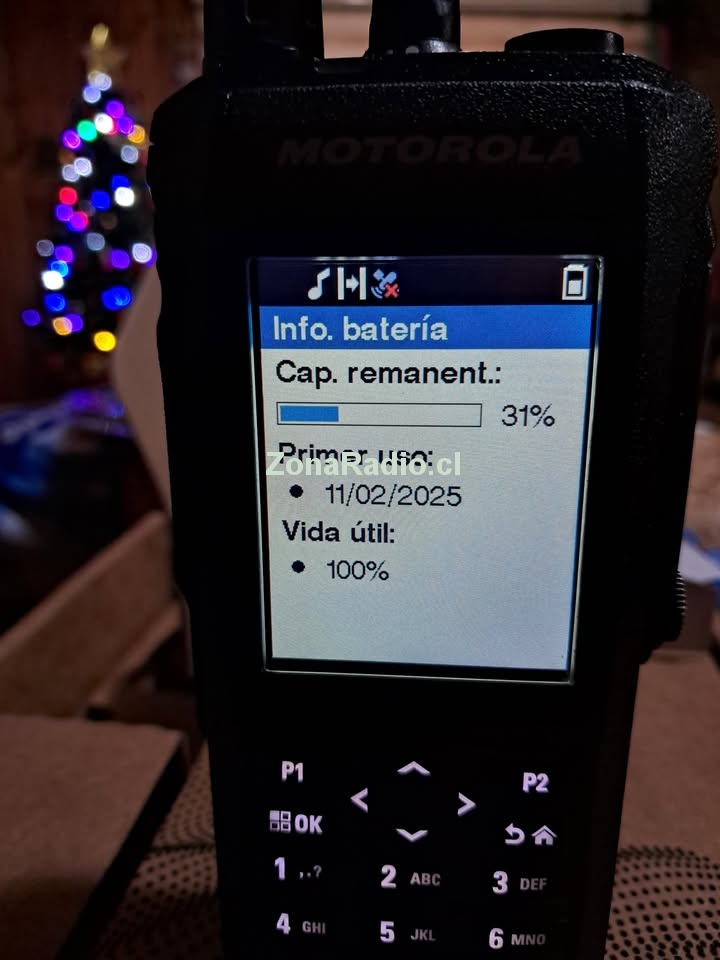 MOTOROLA
Info. batería
Cap. remanent.:
31%
Primer uso:
ZonaRadio.cl
11/02/2025
Vida útil:
100%
P1
P2
OK
1 ,.?
2 ABC
3 DEF
4 GHI
5 JKL
6 MNO